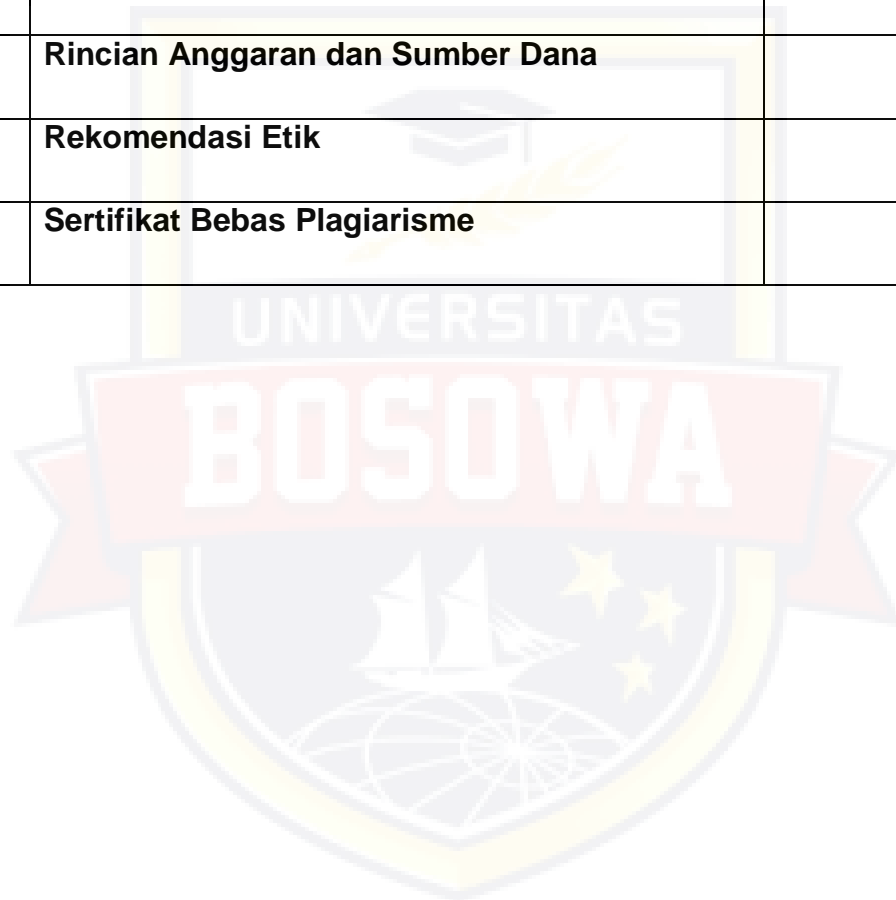 Rincian Anggaran dan Sumber Dana
Rekomendasi Etik
Sertifikat Bebas Plagiarisme
UNIVERSITAS
BOSOWA